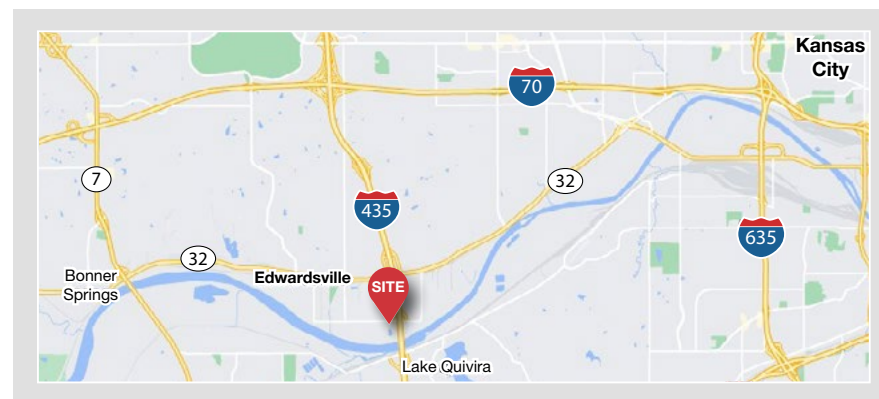 Kansas
City
70
7
32
435
635
32
Bonner
Springs
Edwardsville
SITE
Lake Quivira